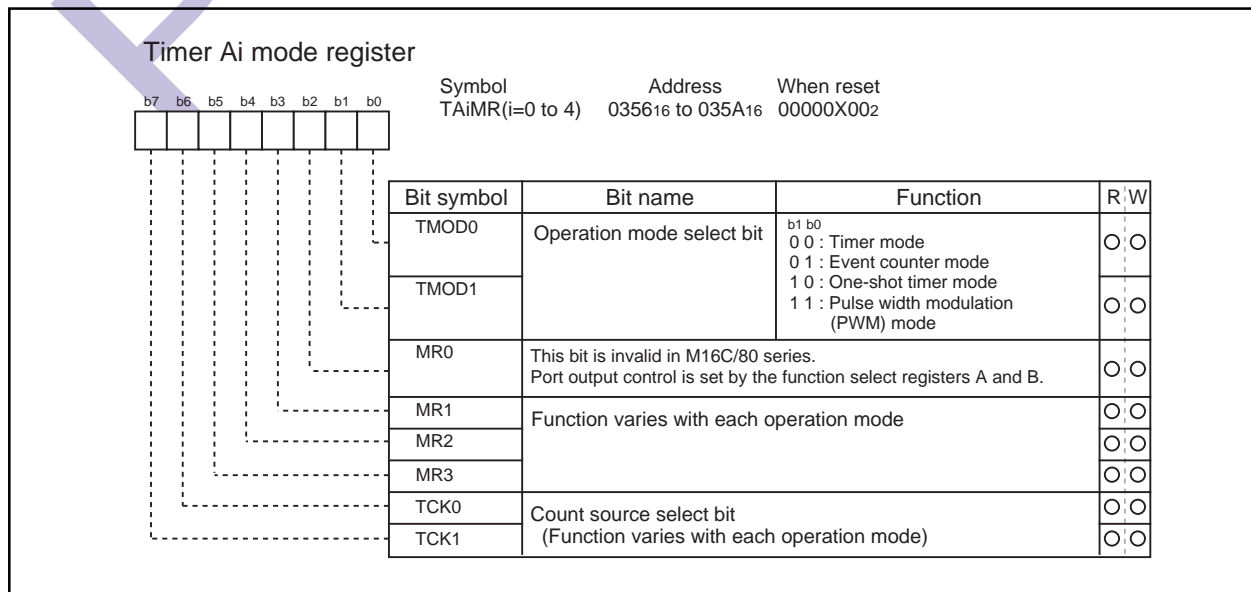 Timer Ai mode register
Symbol Address When reset
TAiMR(i=0 to 4) 035616 to 035A16 00000X002
b7 b6 b5 b4 b3 b2 b1 b0
Bit symbol Bit name Function R W
TMOD0 Operation mode select bit
b1 b0
0 0 : Timer mode
0 1 : Event counter mode
TMOD1
1 0 : One-shot timer mode
1 1 : Pulse width modulation
(PWM) mode
MR0 This bit is invalid in M16C/80 series.
Port output control is set by the function select registers A and B.
MR1 Function varies with each operation mode
MR2
MR3
TCK0 Count source select bit
TCK1 (Function varies with each operation mode)